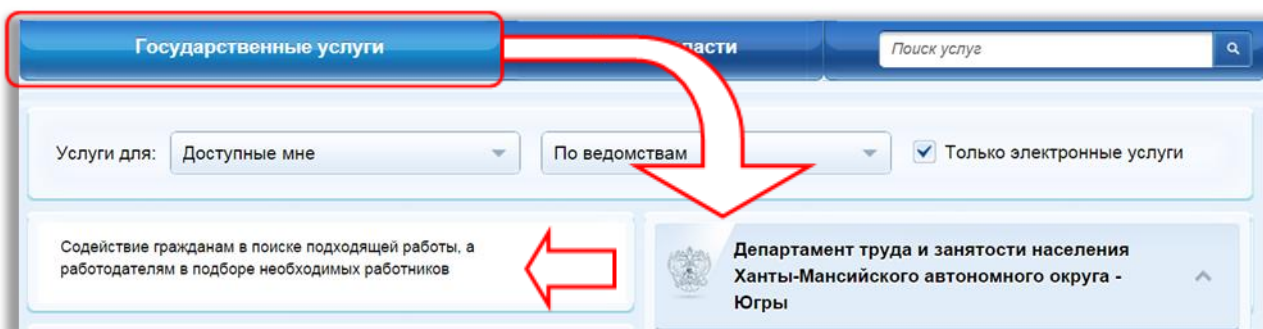 Государственные услуги
Поиск услуг
Услуги для:
Доступные мне
По ведомствам
Только электронные услуги
Содействие гражданам в поиске подходящей работы, а
работодателям в подборе необходимых работников
Департамент труда и занятости населения
Ханты-Мансийского автономного округа -
Югры